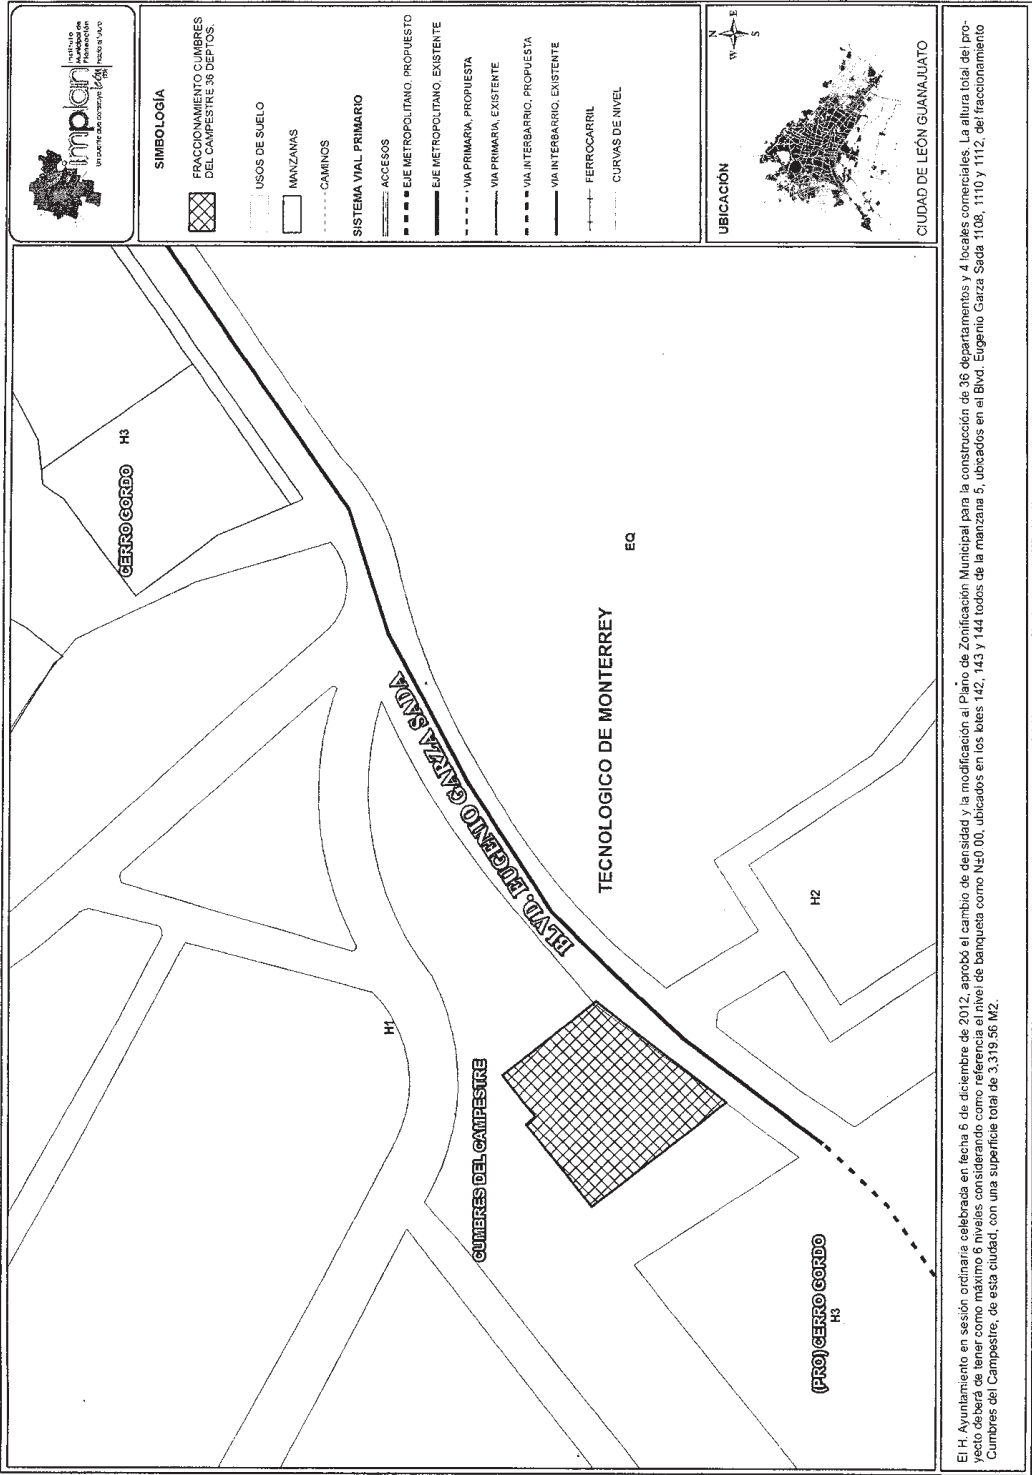 implan
Instituto
Municipal de
Planeación
SIMBOLOGÍA
FRACCIONAMIENTO CUMBRES
DEL CAMPESTRE 36 DEPTOS.
USOS DE SUELO
MANZANAS
CAMINOS
SISTEMA VIAL PRIMARIO
ACCESOS
EJE METROPOLITANO, PROPUESTO
EJE METROPOLITANO, EXISTENTE
VIA PRIMARIA, PROPUESTA
VIA PRIMARIA, EXISTENTE
VIA INTERBARRIO, PROPUESTA
VIA INTERBARRIO, EXISTENTE
FERROCARRIL
CURVAS DE NIVEL
UBICACIÓN
N
W E
S
CIUDAD DE LEÓN GUANAJUATO
CERRO GORDO
H3
H1
CUMBRES DEL CAMPESTRE
BLVD. EUGENIO GARZA SADA
EQ
TECNOLOGICO DE MONTERREY
H2
(PRO) CERRO GORDO
H3
El H. Ayuntamiento en sesión ordinaria celebrada en fecha 6 de diciembre de 2012, aprobó el cambio de densidad y la modificación al Plano de Zonificación Municipal para la construcción de 36 departamentos y 4 locales comerciales. La altura total del pro-
yecto deberá de tener como máximo 6 niveles considerando como referencia el nivel de banqueta como N±0.00, ubicados en los lotes 142, 143 y 144 todos de la manzana 5, ubicados en el Blvd. Eugenio Garza Sada 1108, 1110 y 1112, del fraccionamiento
Cumbres del Campestre, de esta ciudad, con una superficie total de 3,319.56 M2.